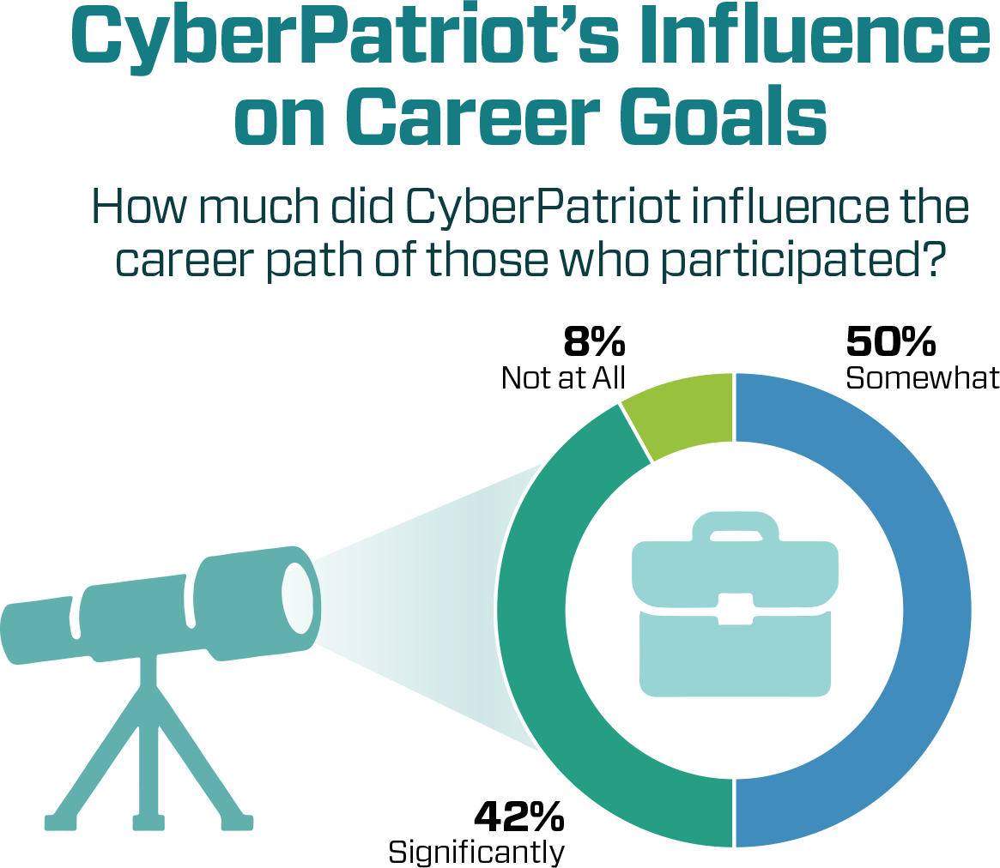 CyberPatriot’s Influence
on Career Goals
How much did CyberPatriot influence the
career path of those who participated?
8%
Not at All
50%
Somewhat
42%
Significantly